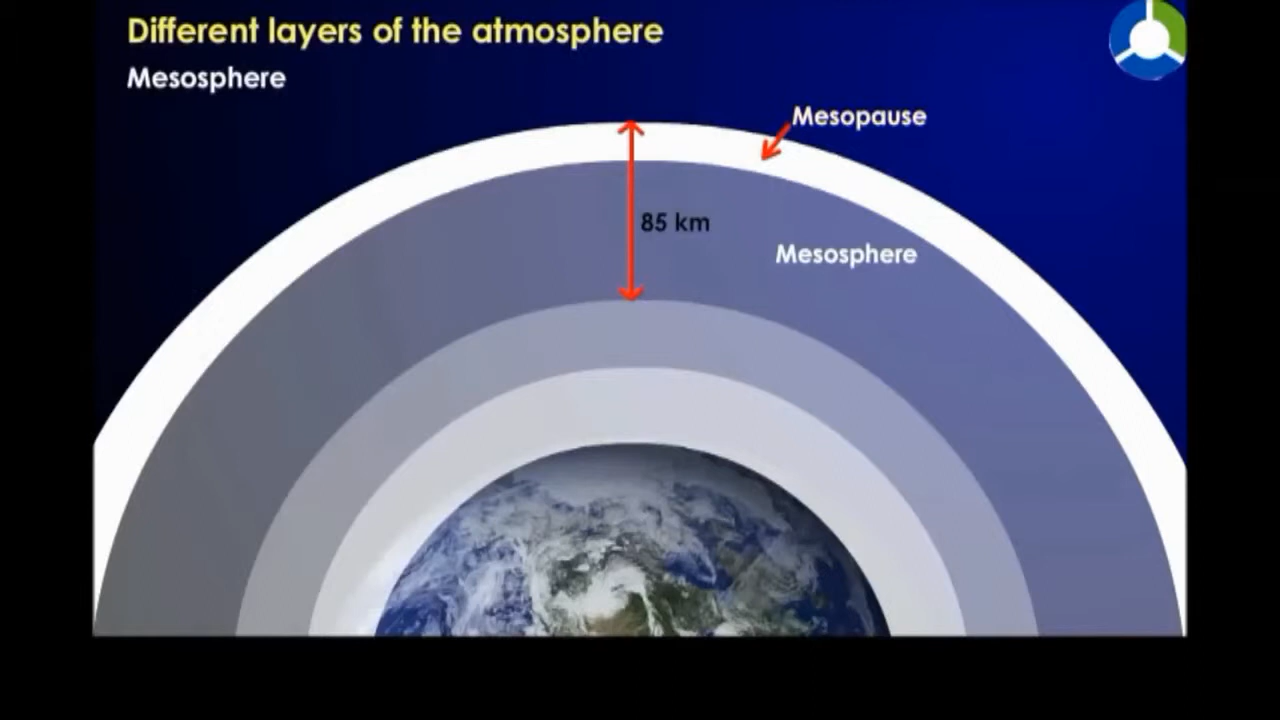 Different layers of the atmosphere
Mesosphere
Mesopause
85 km
Mesosphere